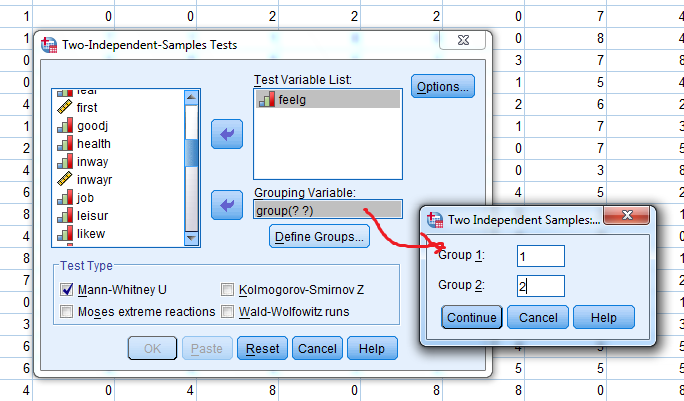 1 0 0 2 2 2 0 7 4
Two-Independent-Samples Tests
Test Variable List:
Options...
fear
first
goodj
health
inway
inwayr
job
leisur
likew
feelg
Grouping Variable:
group(? ?)
Define Groups...
Test Type
Mann-Whitney U
Kolmogorov-Smirnov Z
Moses extreme reactions
Wald-Wolfowitz runs
OK Paste Reset Cancel Help
Two Independent Samples:...
Group 1: 1
Group 2: 2
Continue Cancel Help
4 0 4 8 0 8 8 0 8